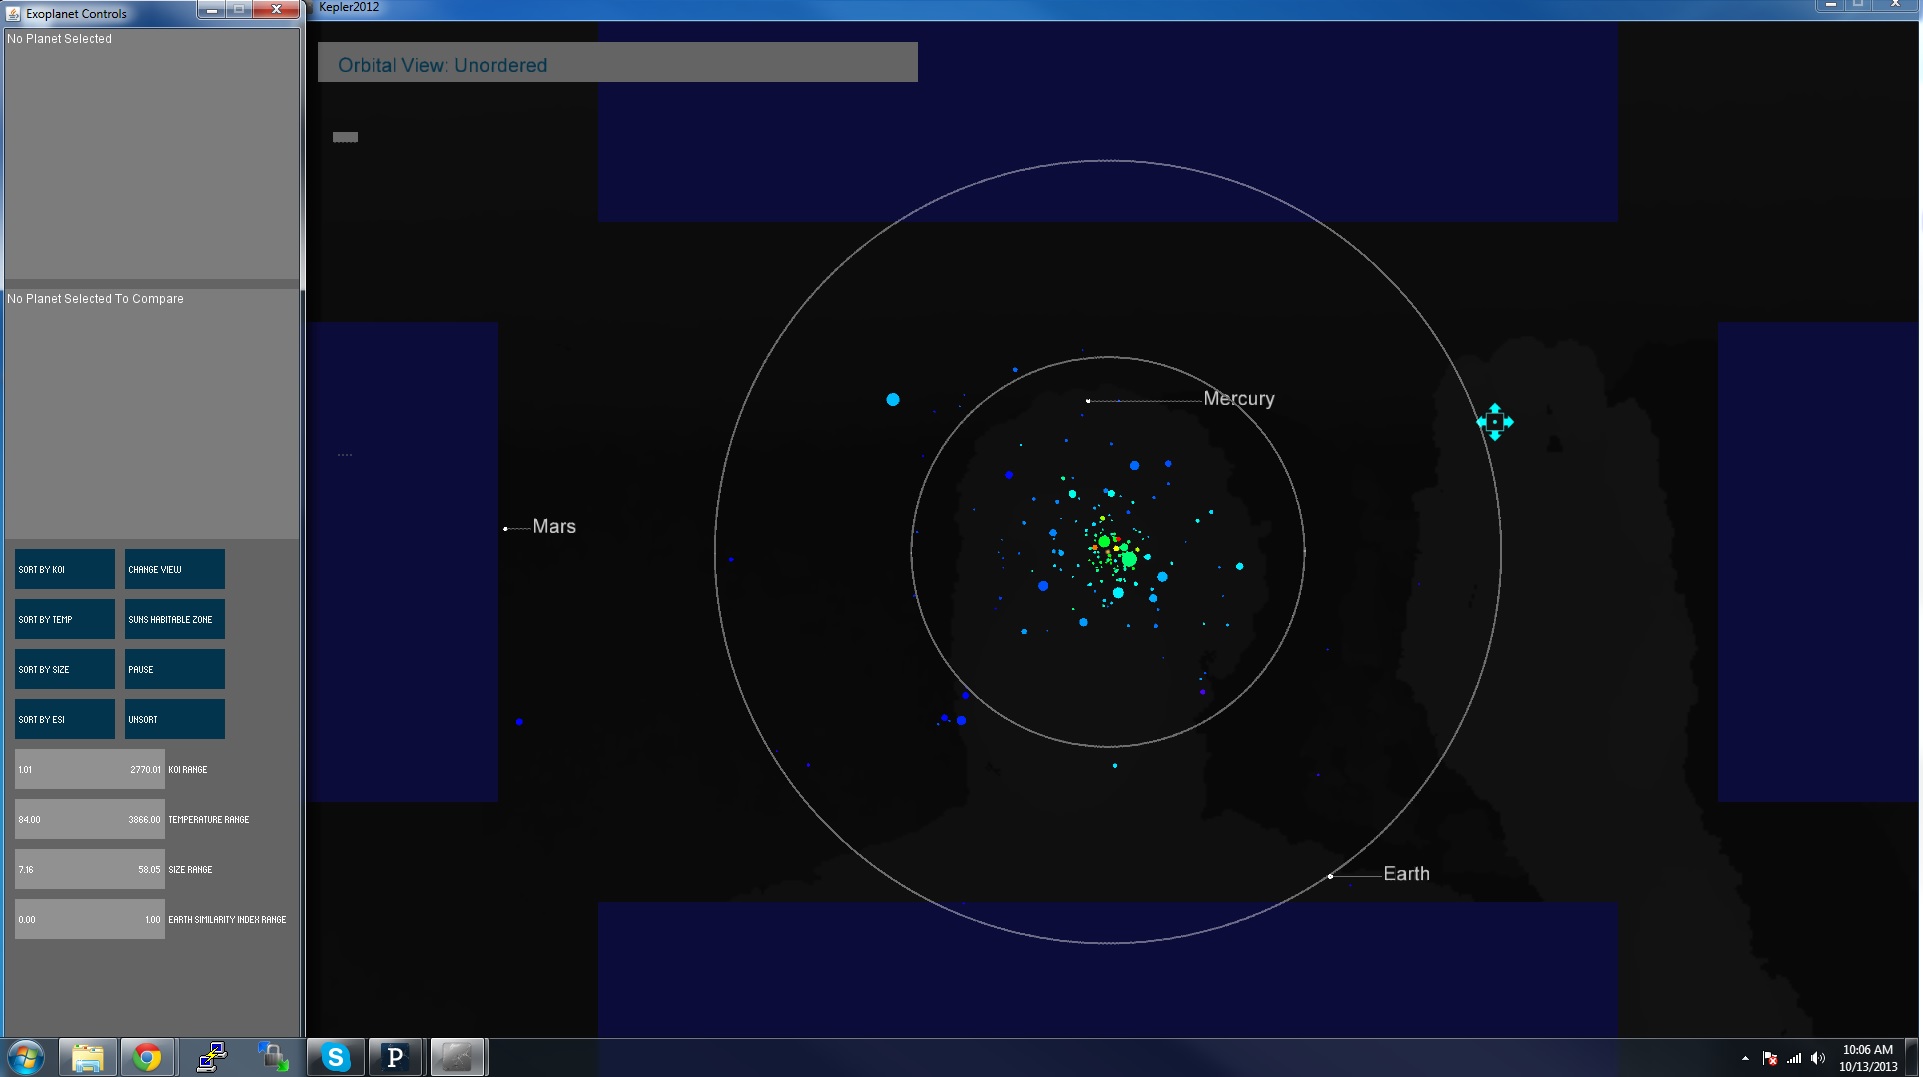 Exoplanet Controls
Kepler2012
No Planet Selected
Orbital View: Unordered
No Planet Selected To Compare
Mercury
Mars
Earth
SORT BY KOI
CHANGE VIEW
SORT BY TEMP
SUNS HABITABLE ZONE
SORT BY SIZE
PAUSE
SORT BY ESI
UNSORT
1.01 2770.01 KOI RANGE
84.00 3866.00 TEMPERATURE RANGE
7.16 58.05 SIZE RANGE
0.00 1.00 EARTH SIMILARITY INDEX RANGE
S
P
10:06 AM
10/13/2013